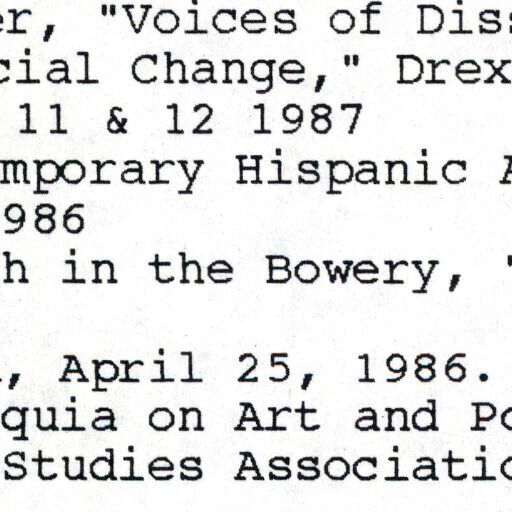 er, "Voices of Diss
cial Change," Drex
11 & 12 1987
mporary Hispanic A
986
h in the Bowery, "
, April 25, 1986.
quia on Art and Po
Studies Associatio